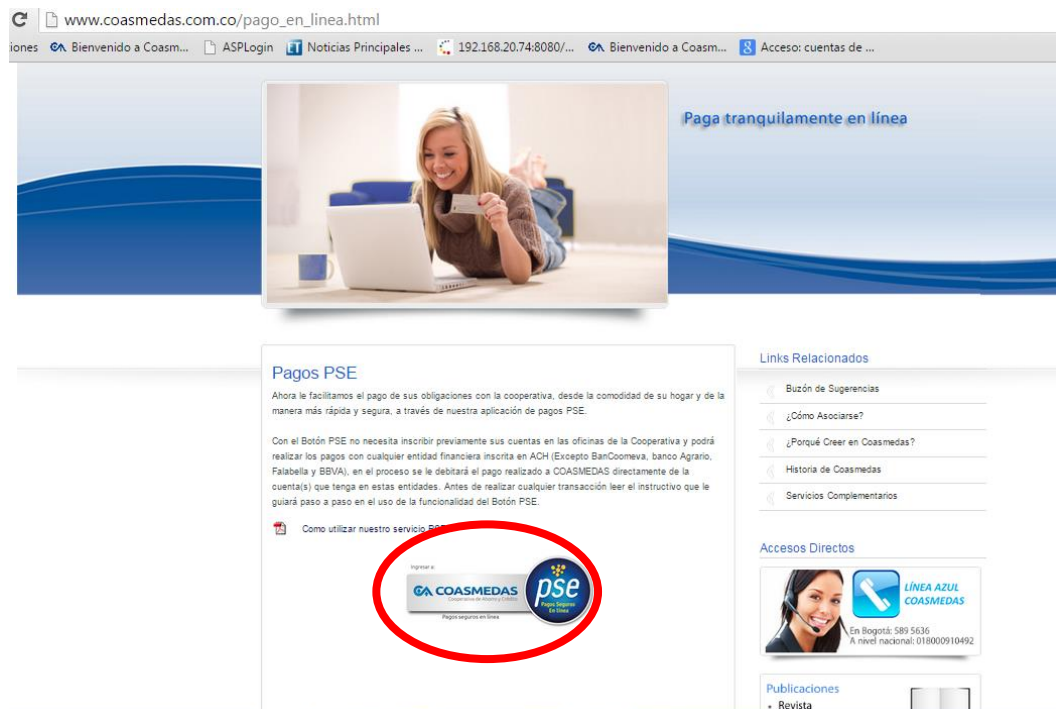 www.coasmedas.com.co/pago_en_linea.html
iones Bienvenido a Coasm... ASPLogin Noticias Principales ... 192.168.20.74:8080/... Bienvenido a Coasm... Acceso: cuentas de ...
Paga tranquilamente en línea
Pagos PSE
Ahora le facilitamos el pago de sus obligaciones con la cooperativa, desde la comodidad de su hogar y de la
manera más rápida y segura, a través de nuestra aplicación de pagos PSE.
Con el Botón PSE no necesita inscribir previamente sus cuentas en las oficinas de la Cooperativa y podrá
realizar los pagos con cualquier entidad financiera inscrita en ACH (Excepto BanCoomeva, banco Agrario,
Falabella y BBVA), en el proceso se le debitará el pago realizado a COASMEDAS directamente de la
cuenta(s) que tenga en estas entidades. Antes de realizar cualquier transacción leer el instructivo que le
guiará paso a paso en el uso de la funcionalidad del Botón PSE.
Como utilizar nuestro servicio PSE
Ingresar a:
COASMEDAS
Cooperativa de Ahorro y Crédito
Pagos seguros en línea
pse
Pagos Seguros
En línea
Links Relacionados
Buzón de Sugerencias
¿Cómo Asociarse?
¿Porqué Creer en Coasmedas?
Historia de Coasmedas
Servicios Complementarios
Accesos Directos
LÍNEA AZUL
COASMEDAS
En Bogotá: 589 5636
A nivel nacional: 018000910492
Publicaciones
Revista